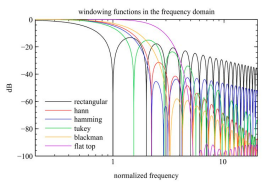 windowing functions in the frequency domain
0
−20
−40
−60
−80
−100
dB
rectangular
hann
hamming
tukey
blackman
flat top
1
10
normalized frequency